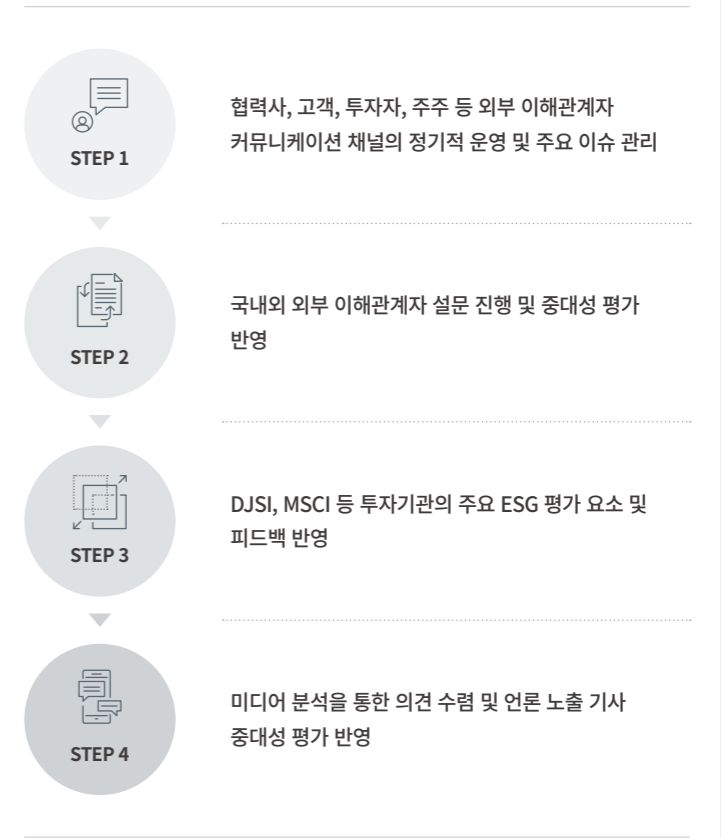 STEP 1
협력사, 고객, 투자자, 주주 등 외부 이해관계자
커뮤니케이션 채널의 정기적 운영 및 주요 이슈 관리
STEP 2
국내외 외부 이해관계자 설문 진행 및 중대성 평가
반영
STEP 3
DJSI, MSCI 등 투자기관의 주요 ESG 평가 요소 및
피드백 반영
STEP 4
미디어 분석을 통한 의견 수렴 및 언론 노출 기사
중대성 평가 반영